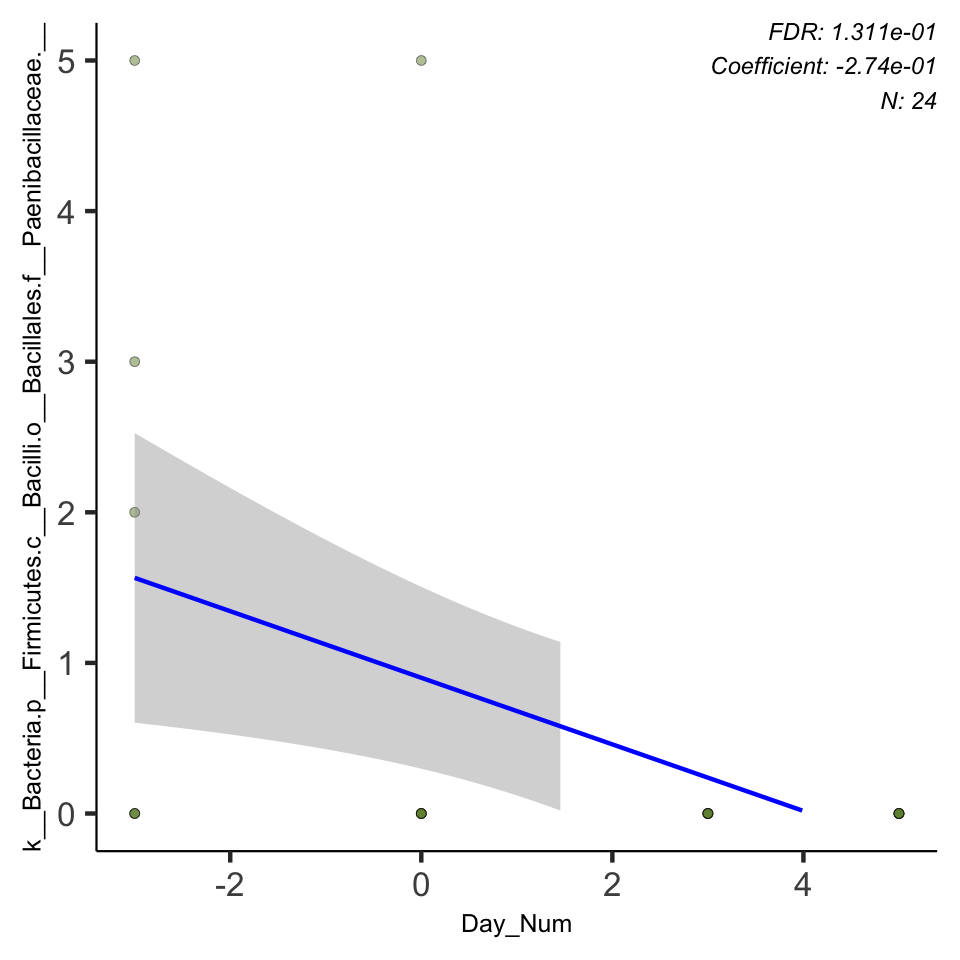 FDR: 1.311e-01
Coefficient: -2.74e-01
N: 24
k__Bacteria.p__Firmicutes.c__Bacilli.o__Bacillales.f__Paenibacillaceae.__
5
4
3
2
1
0
-2 0 2 4
Day_Num